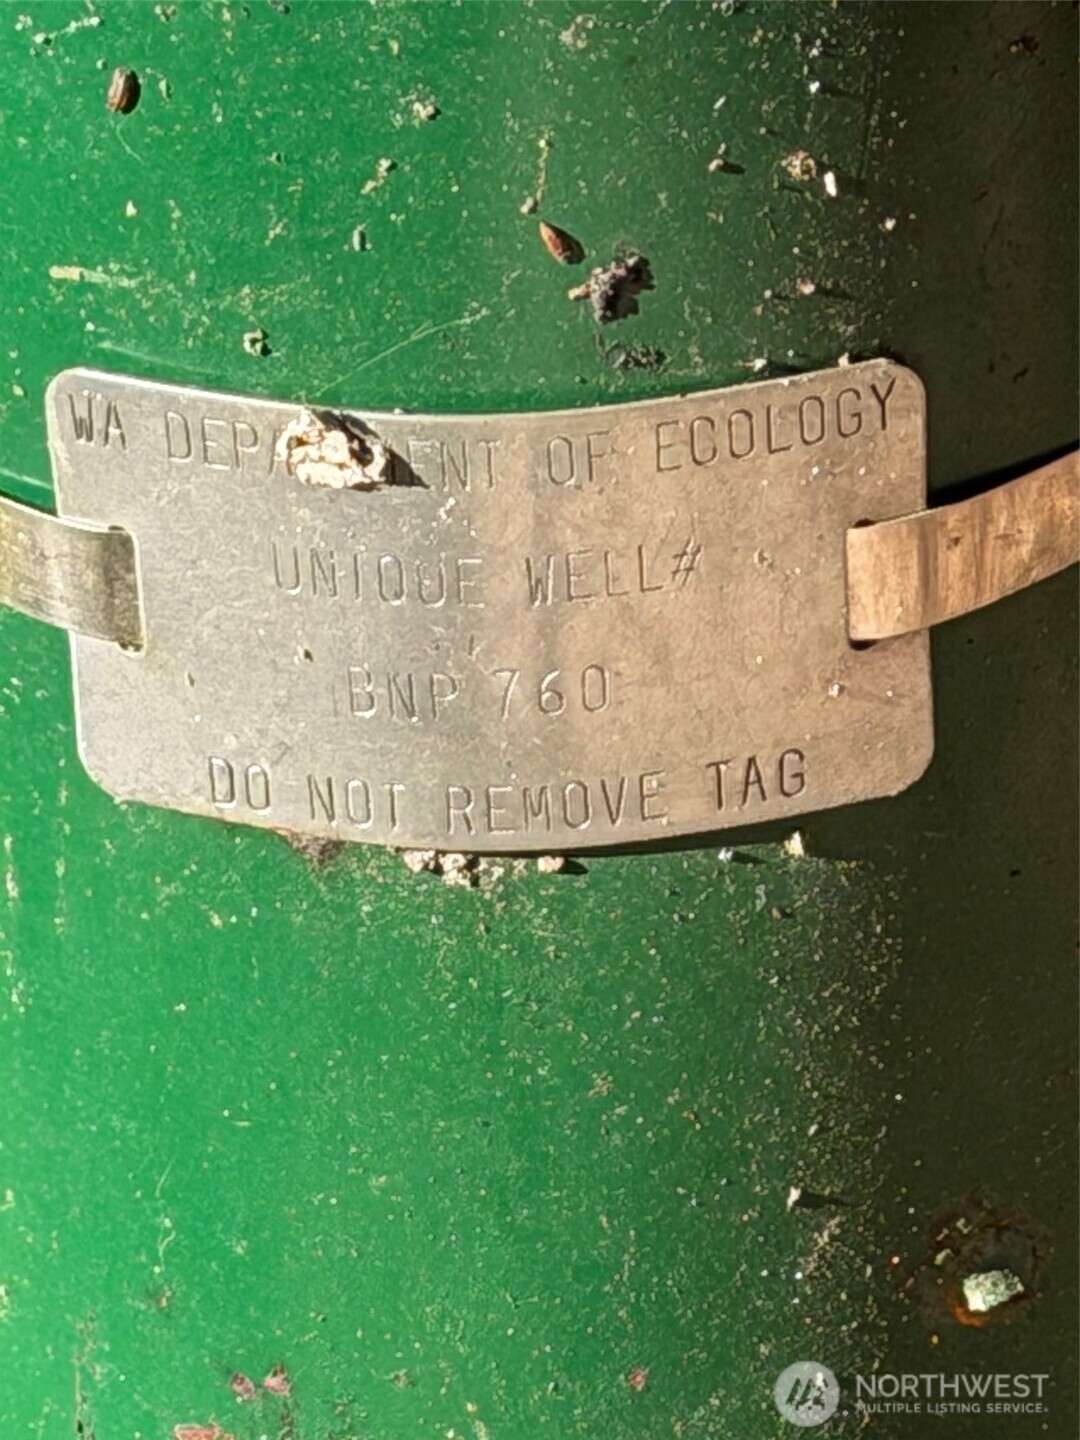 WA DEPARTMENT OF ECOLOGY
UNIQUE WELL#
BNP 760
DO NOT REMOVE TAG
NORTHWEST
MULTIPLE LISTING SERVICE